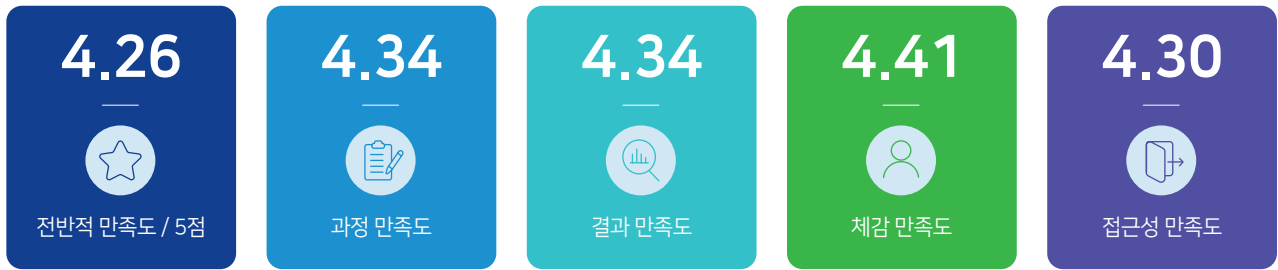 4.26
전반적 만족도 / 5점
4.34
과정 만족도
4.34
결과 만족도
4.41
체감 만족도
4.30
접근성 만족도